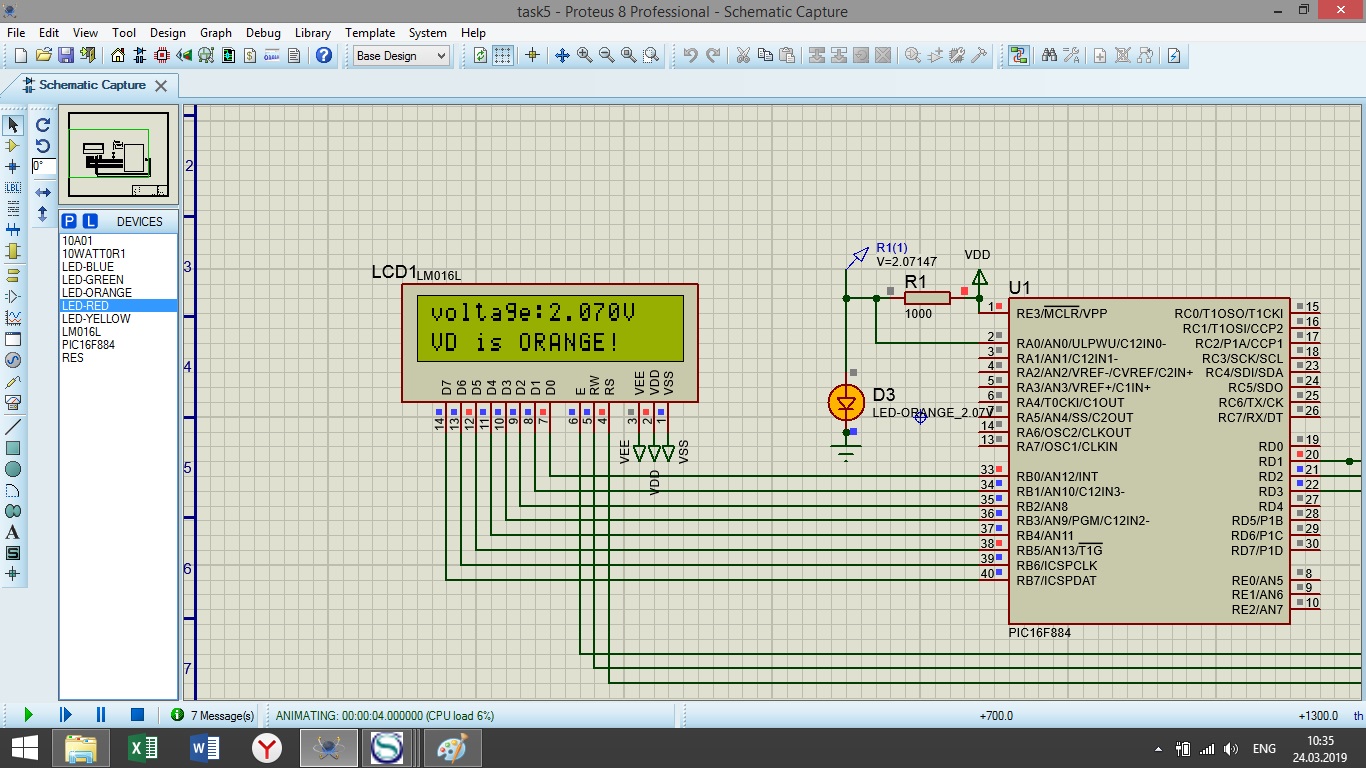 task5 - Proteus 8 Professional - Schematic Capture
File Edit View Tool Design Graph Debug Library Template System Help
Base Design
Schematic Capture
0°
LBL
P L DEVICES
10A01
10WATT0R1
LED-BLUE
LED-GREEN
LED-ORANGE
LED-RED
LED-YELLOW
LM016L
PIC16F884
RES
A
S
2
3
4
5
6
7
LCD1 LM016L
voltage:2.070V
VD is ORANGE!
D7 D6 D5 D4 D3 D2 D1 D0 E RW RS VEE VDD VSS
14 13 12 11 10 9 8 7 6 5 4 3 2 1
VEE VDD VSS
R1(1)
V=2.07147
R1
1000
VDD
D3
LED-ORANGE_2.07V
U1
1 RE3/MCLR/VPP RC0/T1OSO/T1CKI 15
RC1/T1OSI/CCP2 16
2 RA0/AN0/ULPWU/C12IN0- RC2/P1A/CCP1 17
3 RA1/AN1/C12IN1- RC3/SCK/SCL 18
4 RA2/AN2/VREF-/CVREF/C2IN+ RC4/SDI/SDA 23
5 RA3/AN3/VREF+/C1IN+ RC5/SDO 24
6 RA4/T0CKI/C1OUT RC6/TX/CK 25
7 RA5/AN4/SS/C2OUT RC7/RX/DT 26
14 RA6/OSC2/CLKOUT
13 RA7/OSC1/CLKIN RD0 19
RD1 20
33 RB0/AN12/INT RD2 21
34 RB1/AN10/C12IN3- RD3 22
35 RB2/AN8 RD4 27
36 RB3/AN9/PGM/C12IN2- RD5/P1B 28
37 RB4/AN11 RD6/P1C 29
38 RB5/AN13/T1G RD7/P1D 30
39 RB6/ICSPCLK
40 RB7/ICSPDAT RE0/AN5 8
RE1/AN6 9
RE2/AN7 10
PIC16F884
7 Message(s) ANIMATING: 00:00:04.000000 (CPU load 6%) +700.0 +1300.0 th
ENG
10:35
24.03.2019